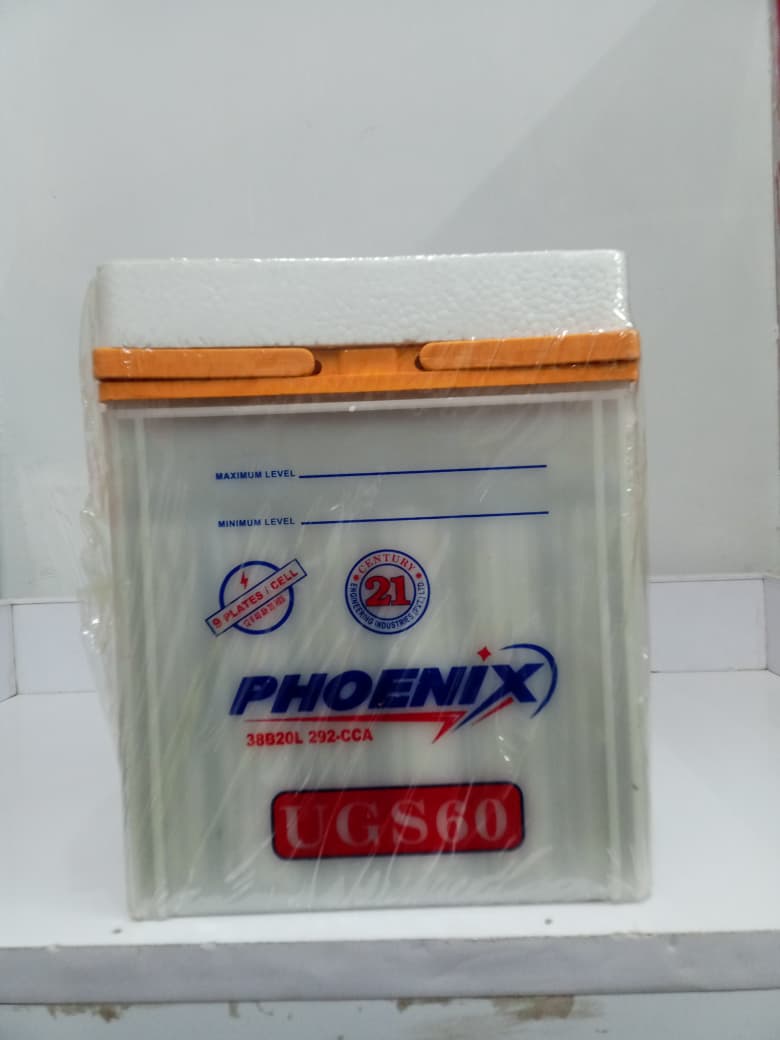 MAXIMUM LEVEL
MINIMUM LEVEL
9 PLATES / CELL
CENTURY
21
ENGINEERING INDUSTRIES (PVT.) LTD.
PHOENIX
38B20L 292-CCA
UGS60